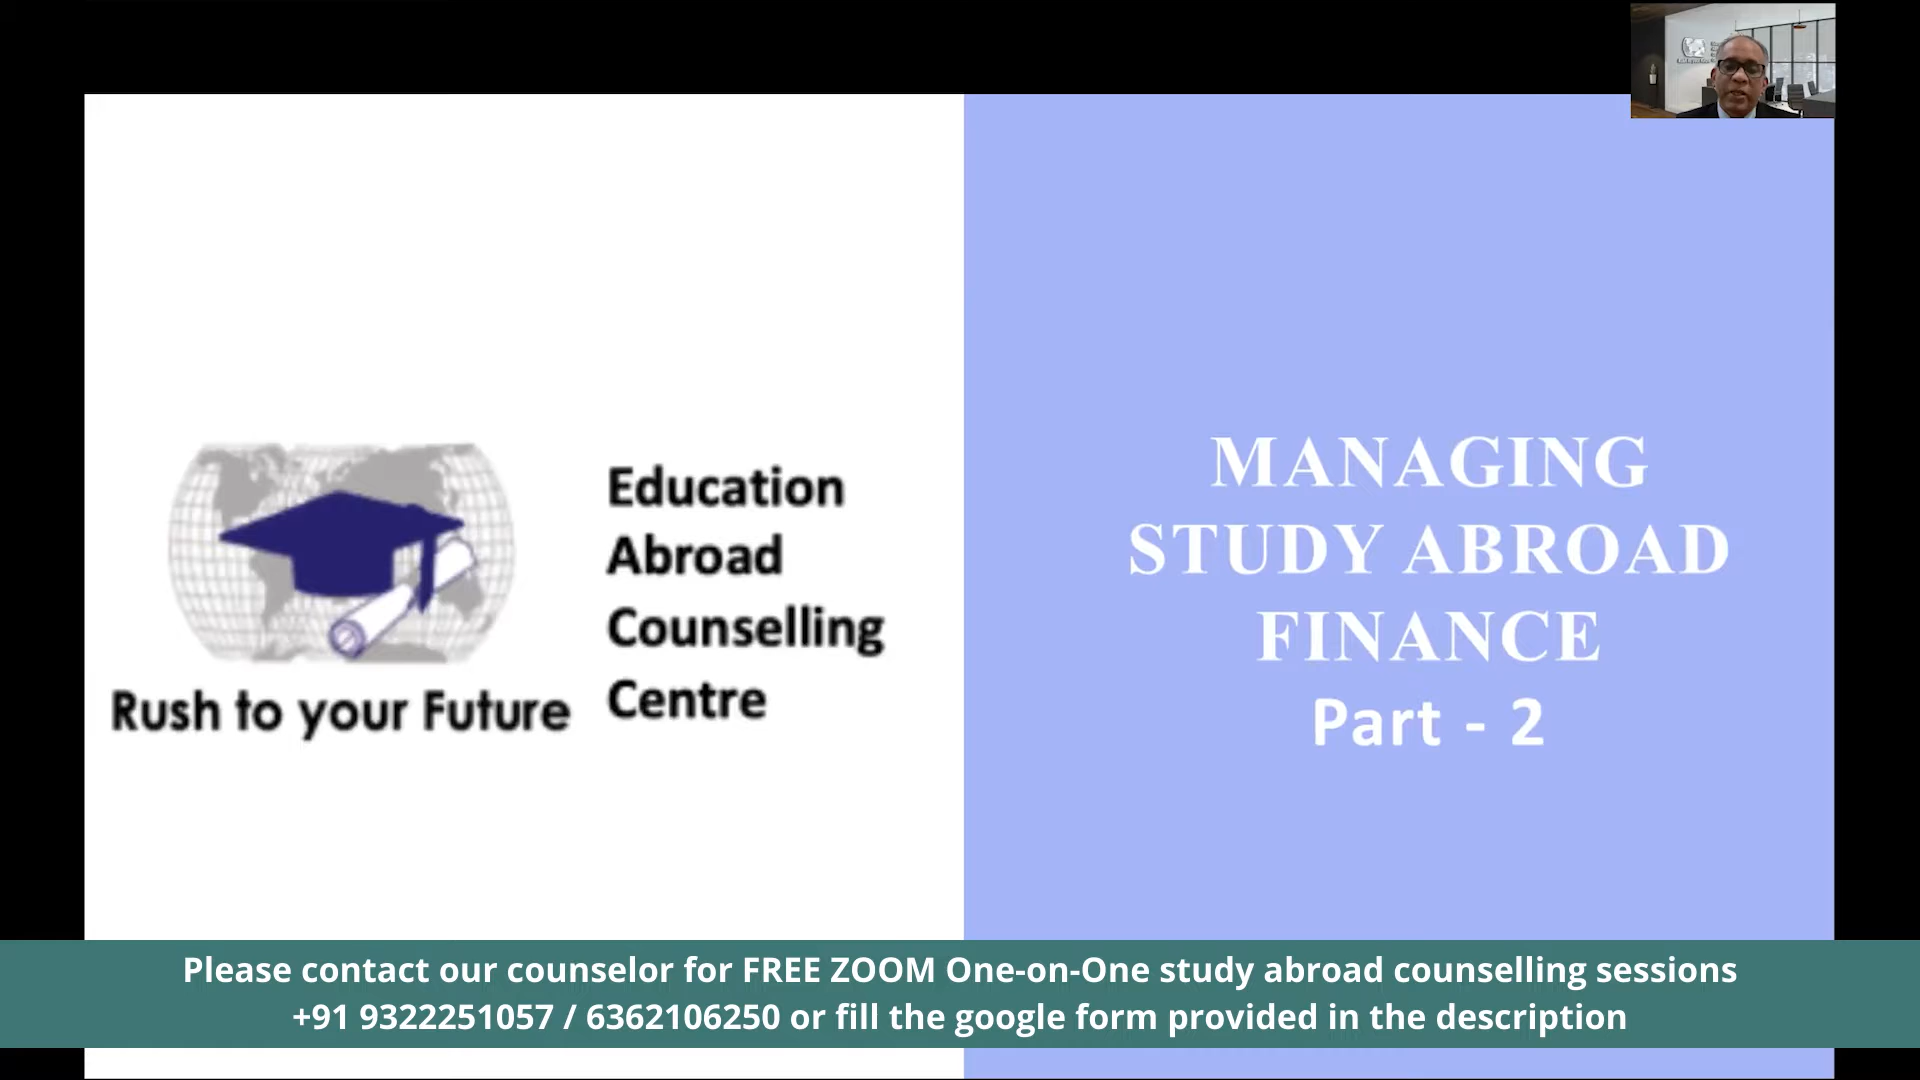 Education
Abroad
Counselling
Centre
Rush to your Future
MANAGING
STUDY ABROAD
FINANCE
Part - 2
Please contact our counselor for FREE ZOOM One-on-One study abroad counselling sessions
+91 9322251057 / 6362106250 or fill the google form provided in the description